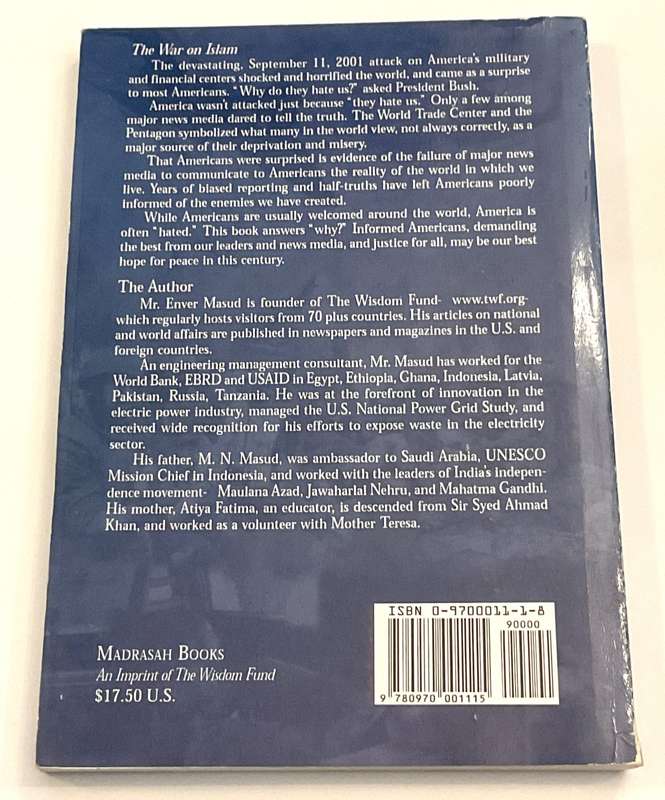 The War on Islam
The devastating, September 11, 2001 attack on America's military
and financial centers shocked and horrified the world, and came as a surprise
to most Americans. "Why do they hate us?" asked President Bush.
America wasn't attacked just because "they hate us." Only a few among
major news media dared to tell the truth. The World Trade Center and the
Pentagon symbolized what many in the world view, not always correctly, as a
major source of their deprivation and misery.
That Americans were surprised is evidence of the failure of major news
media to communicate to Americans the reality of the world in which we
live. Years of biased reporting and half-truths have left Americans poorly
informed of the enemies we have created.
While Americans are usually welcomed around the world, America is
often "hated." This book answers "why?" Informed Americans, demanding
the best from our leaders and news media, and justice for all, may be our best
hope for peace in this century.
The Author
Mr. Enver Masud is founder of The Wisdom Fund- www.twf.org-
which regularly hosts visitors from 70 plus countries. His articles on national
and world affairs are published in newspapers and magazines in the U.S. and
foreign countries.
An engineering management consultant, Mr. Masud has worked for the
World Bank, EBRD and USAID in Egypt, Ethiopia, Ghana, Indonesia, Latvia,
Pakistan, Russia, Tanzania. He was at the forefront of innovation in the
electric power industry, managed the U.S. National Power Grid Study, and
received wide recognition for his efforts to expose waste in the electricity
sector.
His father, M. N. Masud, was ambassador to Saudi Arabia, UNESCO
Mission Chief in Indonesia, and worked with the leaders of India's indepen-
dence movement- Maulana Azad, Jawaharlal Nehru, and Mahatma Gandhi.
His mother, Atiya Fatima, an educator, is descended from Sir Syed Ahmad
Khan, and worked as a volunteer with Mother Teresa.
ISBN 0-9700011-1-8
90000
9 780970 001115
MADRASAH BOOKS
An Imprint of The Wisdom Fund
$17.50 U.S.